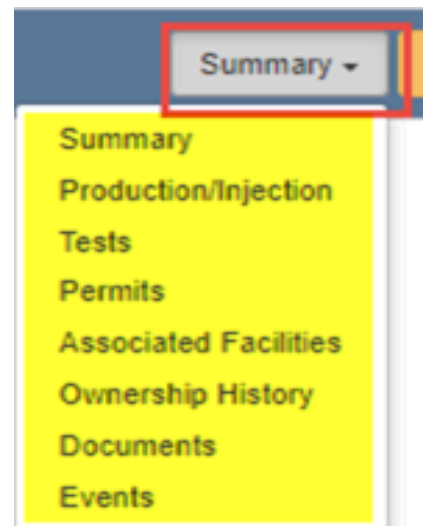 Summary
Summary
Production/Injection
Tests
Permits
Associated Facilities
Ownership History
Documents
Events